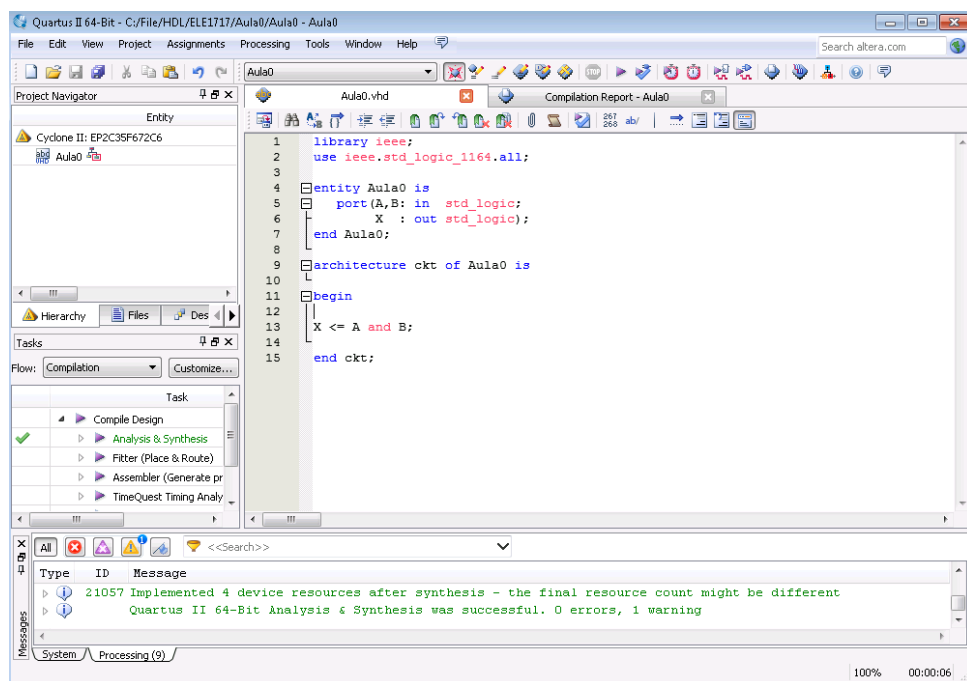 Quartus II 64-Bit - C:/File/HDL/ELE1717/Aula0/Aula0 - Aula0
File Edit View Project Assignments Processing Tools Window Help
Search altera.com
Aula0
Project Navigator
Entity
Cyclone II: EP2C35F672C6
abd
VHD
Aula0
Hierarchy Files Des
Tasks
Flow: Compilation Customize...
Task
Compile Design
Analysis & Synthesis
Fitter (Place & Route)
Assembler (Generate pr
TimeQuest Timing Analy
Aula0.vhd Compilation Report - Aula0
267
268 ab/
1 library ieee;
2 use ieee.std_logic_1164.all;
3
4 entity Aula0 is
5 port(A,B: in std_logic;
6 X : out std_logic);
7 end Aula0;
8
9 architecture ckt of Aula0 is
10
11 begin
12
13 X <= A and B;
14
15 end ckt;
All 1 <<Search>>
Type ID Message
21057 Implemented 4 device resources after synthesis - the final resource count might be different
Quartus II 64-Bit Analysis & Synthesis was successful. 0 errors, 1 warning
Messages
System Processing (9)
100% 00:00:06